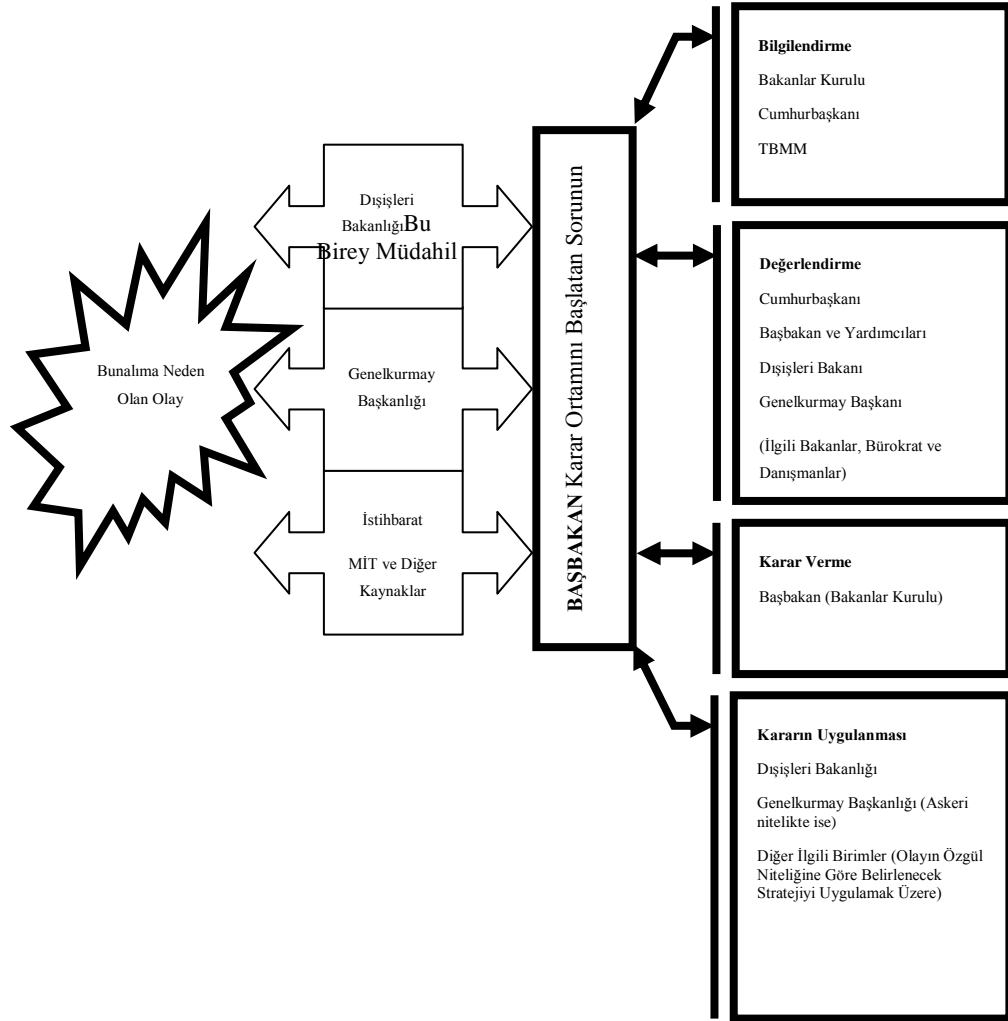 Bunalıma Neden
Olan Olay
Dışişleri
BakanlığıBu
Birey Müdahil
Genelkurmay
Başkanlığı
İstihbarat
MİT ve Diğer
Kaynaklar
BAŞBAKAN Karar Ortamını Başlatan Sorunun
Bilgilendirme
Bakanlar Kurulu
Cumhurbaşkanı
TBMM
Değerlendirme
Cumhurbaşkanı
Başbakan ve Yardımcıları
Dışişleri Bakanı
Genelkurmay Başkanı
(İlgili Bakanlar, Bürokrat ve
Danışmanlar)
Karar Verme
Başbakan (Bakanlar Kurulu)
Kararın Uygulanması
Dışişleri Bakanlığı
Genelkurmay Başkanlığı (Askeri
nitelikte ise)
Diğer İlgili Birimler (Olayın Özgül
Niteliğine Göre Belirlenecek
Stratejiyi Uygulamak Üzere)